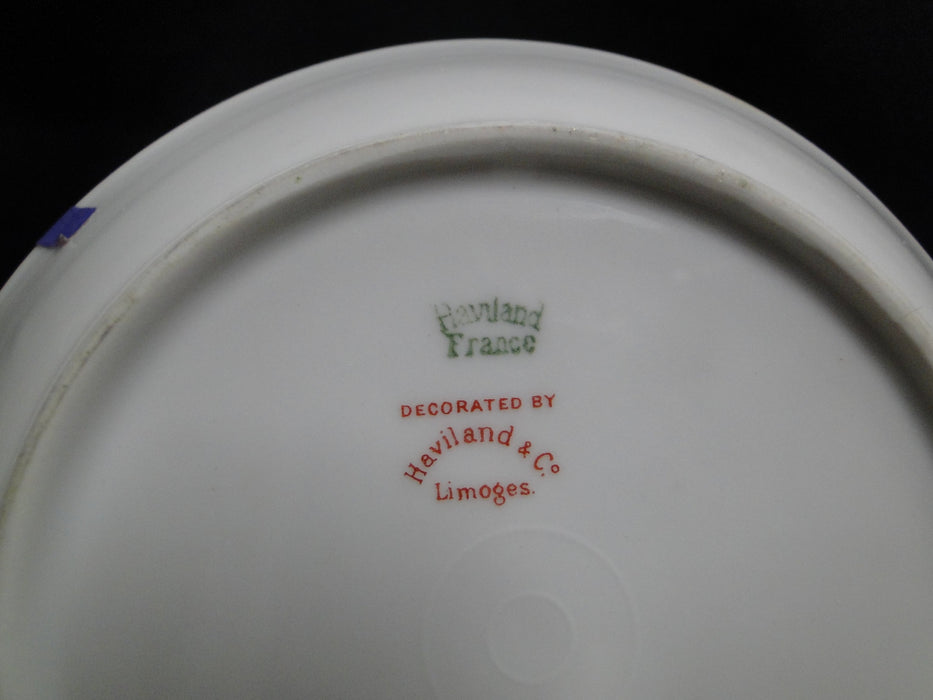 Haviland
France
DECORATED BY
Haviland & Co
Limoges.